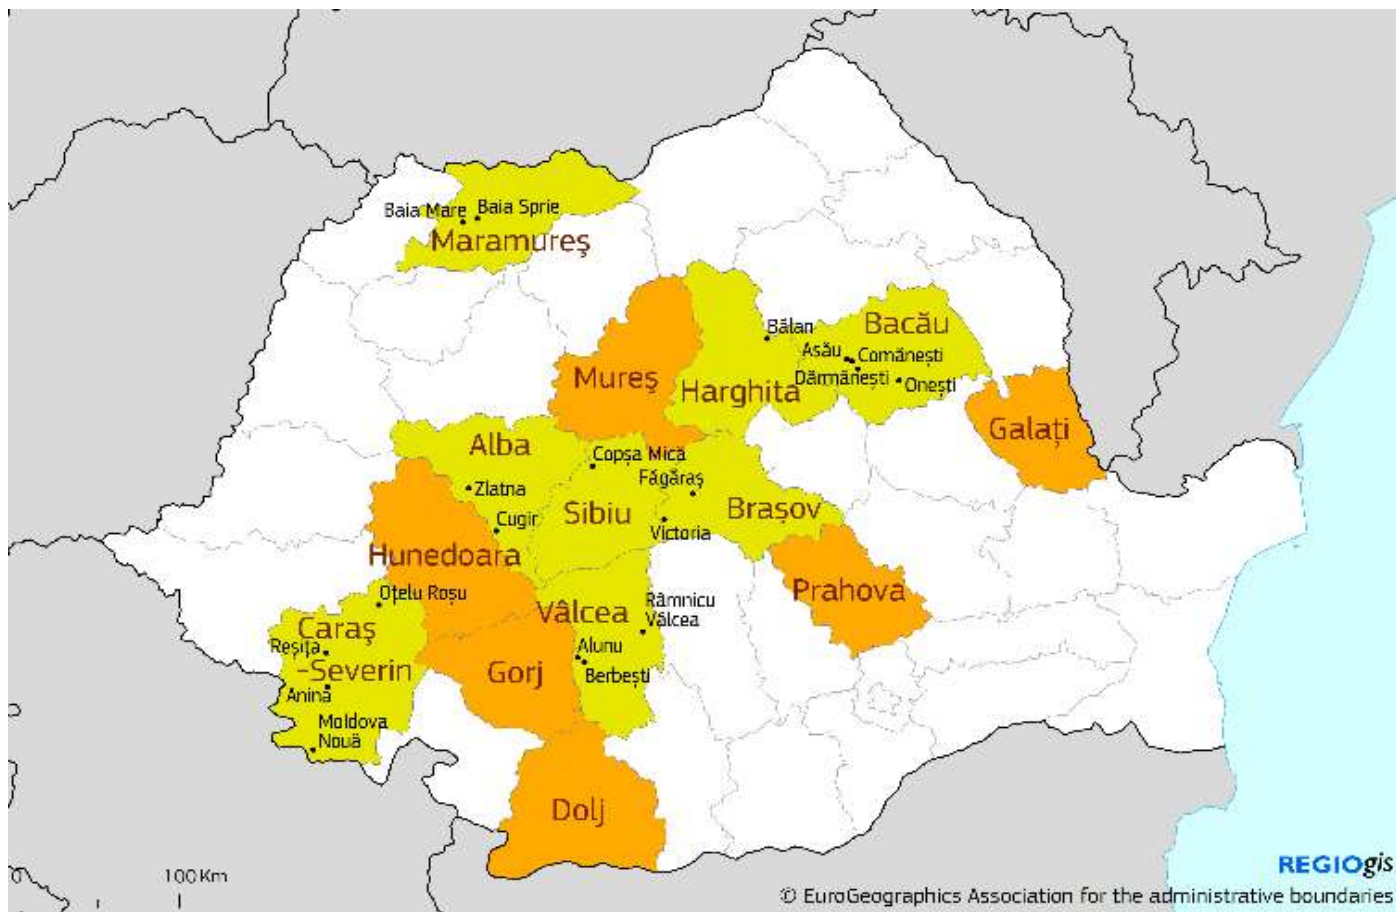 Baia Mare
Baia Sprie
Maramureş
Bălan
Bacău
Asău
Comănești
Dărmănești
Onești
Mureş
Harghita
Galați
Alba
Copșa Mică
Făgăraş
Zlatna
Sibiu
Brașov
Cugir
Victoria
Hunedoara
Prahova
Oțelu Roșu
Vâlcea
Râmnicu
Vâlcea
Caraş
Reșița
-Severin
Gorj
Alunu
Berbești
Anina
Moldova
Nouă
Dolj
0
100 Km
REGIOgis
© EuroGeographics Association for the administrative boundaries